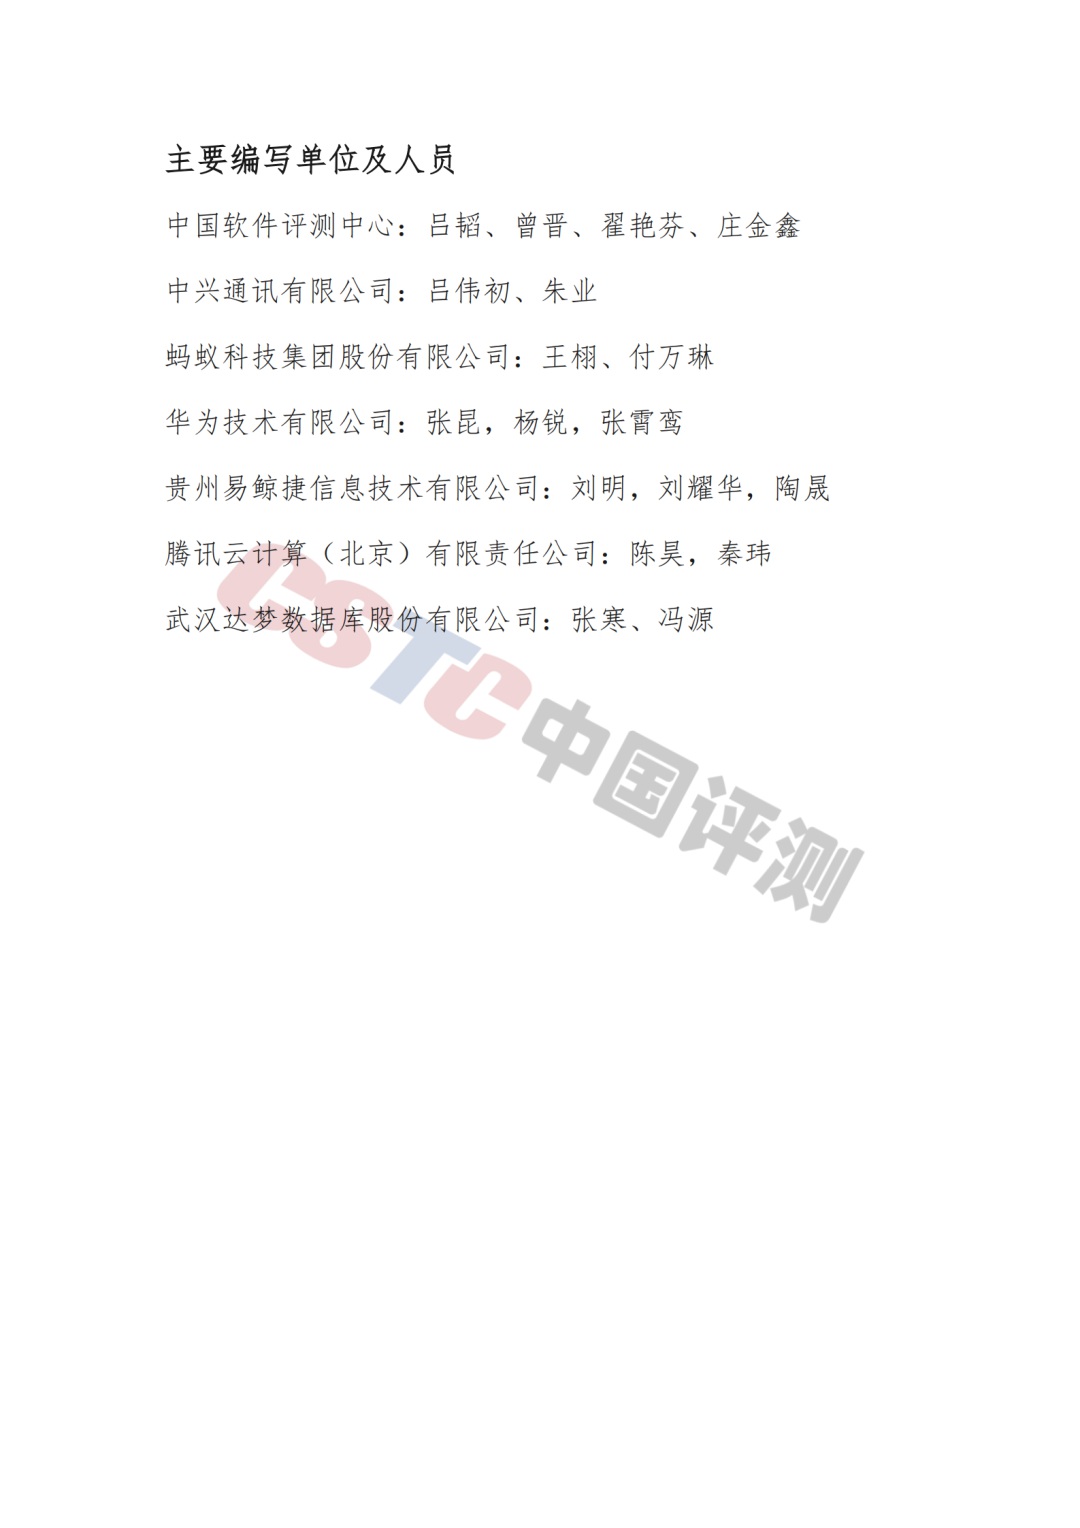 主要编写单位及人员
中国软件评测中心：吕韬、曾晋、翟艳芬、庄金鑫
中兴通讯有限公司：吕伟初、朱业
蚂蚁科技集团股份有限公司：王栩、付万琳
华为技术有限公司：张昆，杨锐，张霄鸾
贵州易鲸捷信息技术有限公司：刘明，刘耀华，陶晟
腾讯云计算（北京）有限责任公司：陈昊，秦玮
武汉达梦数据库股份有限公司：张寒、冯源
CSTC中国评测